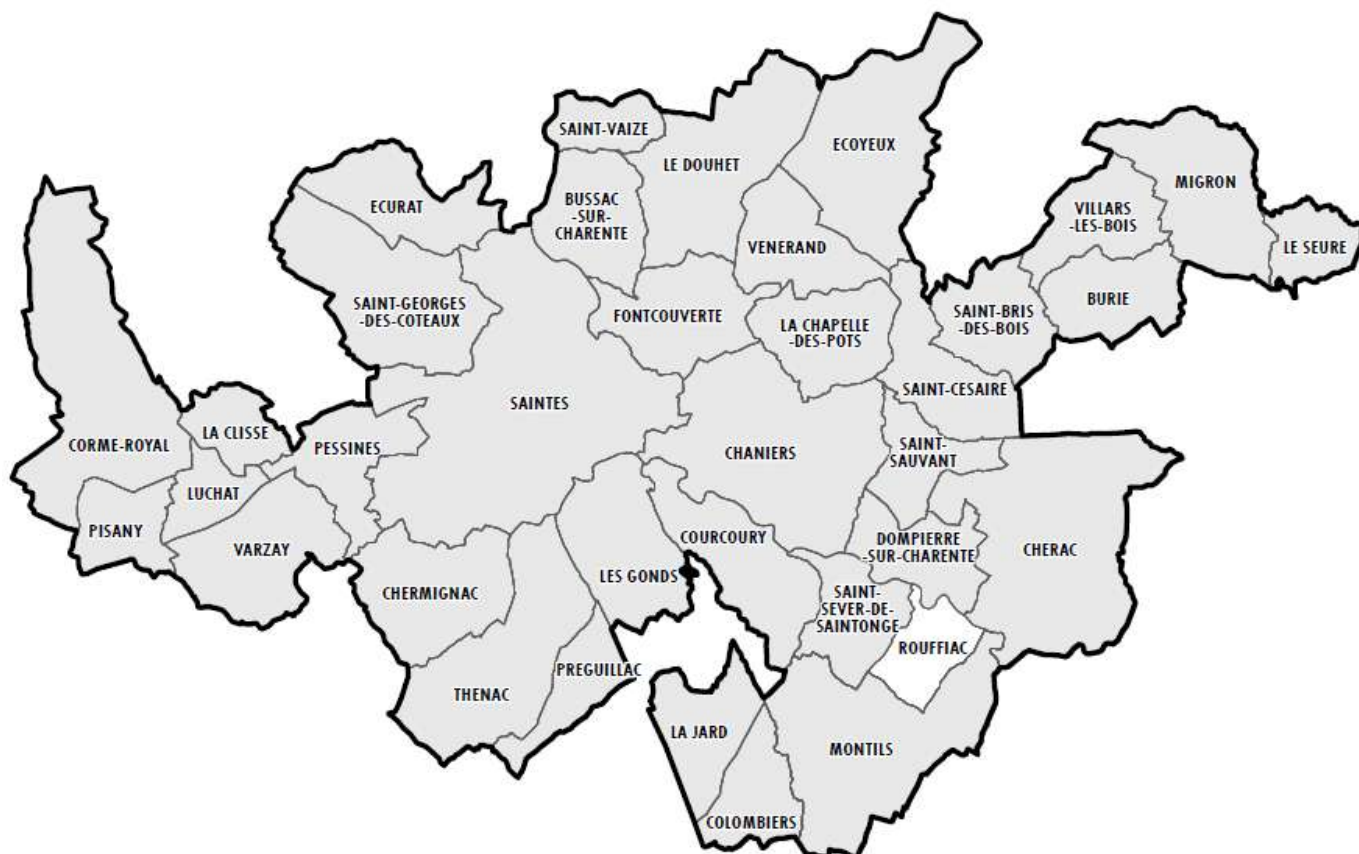 SAINT-VAIZE
ECOYEUX
LE DOUHET
MIGRON
ECURAT
BUSSAC
-SUR-
CHARENTE
VILLARS
-LES-BOIS
VENERAND
LE SEURE
SAINT-GEORGES
-DES-COTEAUX
FONTCOUVERTE
LA CHAPELLE
-DES-POTS
SAINT-BRIS
-DES-BOIS
BURIE
SAINT-CESAIRE
SAINTES
LA CLISSE
CORME-ROYAL
PESSINES
CHANIERS
SAINT-
SAUVANT
LUCHAT
PISANY
VARZAY
COURCOURY
DOMPIERRE
-SUR-CHARENTE
CHERAC
CHERMIGNAC
LES GONDS
SAINT-
SEVER-DE-
SAINTONGE
ROUFFIAC
PREGUILLAC
THENAC
LA JARD
MONTILS
COLOMBIERS